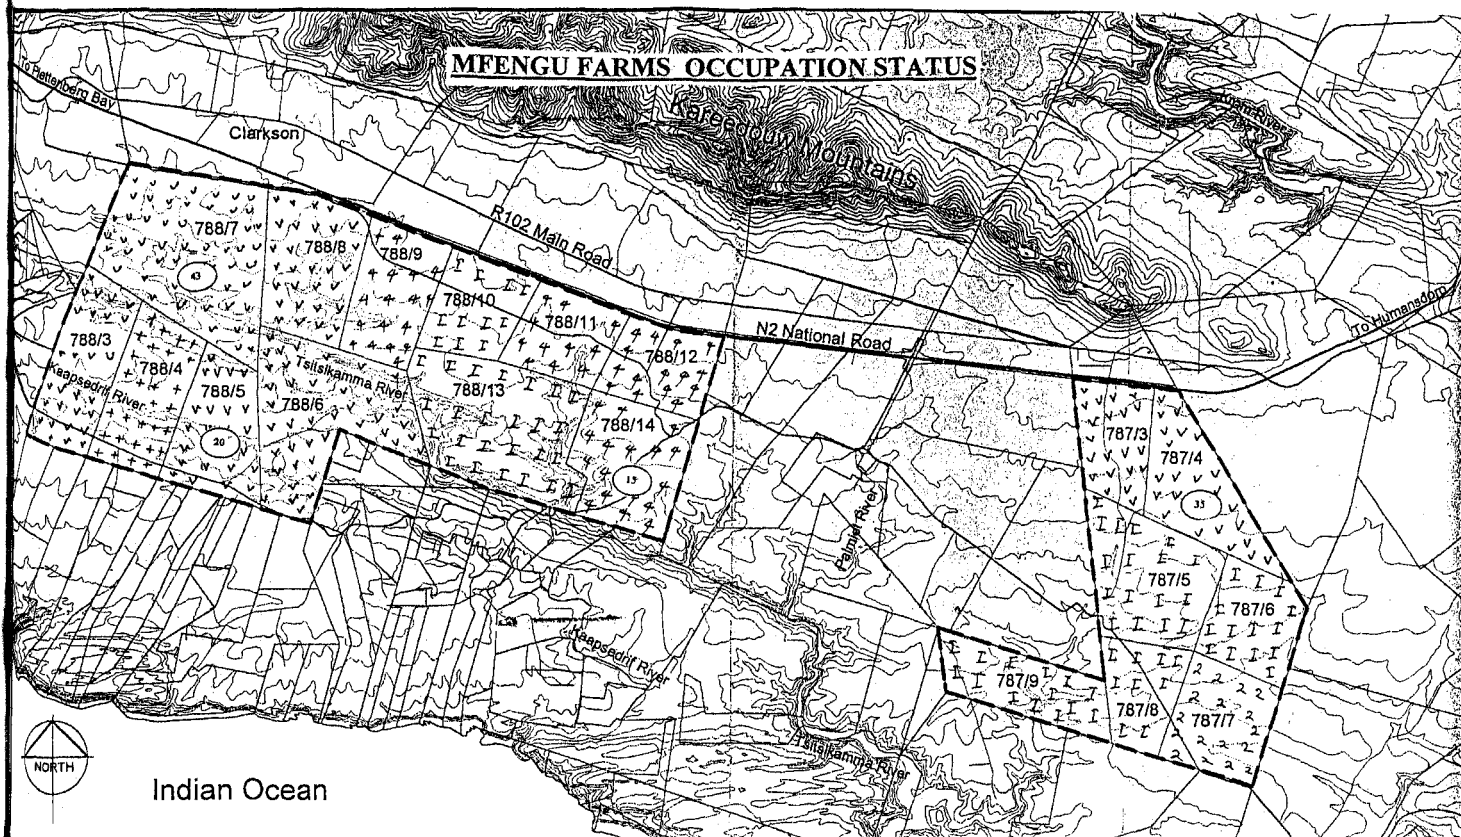 MFENGU FARMS OCCUPATION STATUS
To Plettenberg Bay
Clarkson
Kareedouw Mountains
R102 Main Road
N2 National Road
To Humansdorp
788/7
788/8
788/9
788/10
788/11
788/12
43
788/3
788/4
788/5
788/6
788/13
788/14
Kaapsedrif River
Tsitsikamma River
20
15
787/3
787/4
33
787/5
787/6
787/9
787/8
787/7
Palmiet River
Kaapsedrif River
Tsitsikamma River
NORTH
Indian Ocean